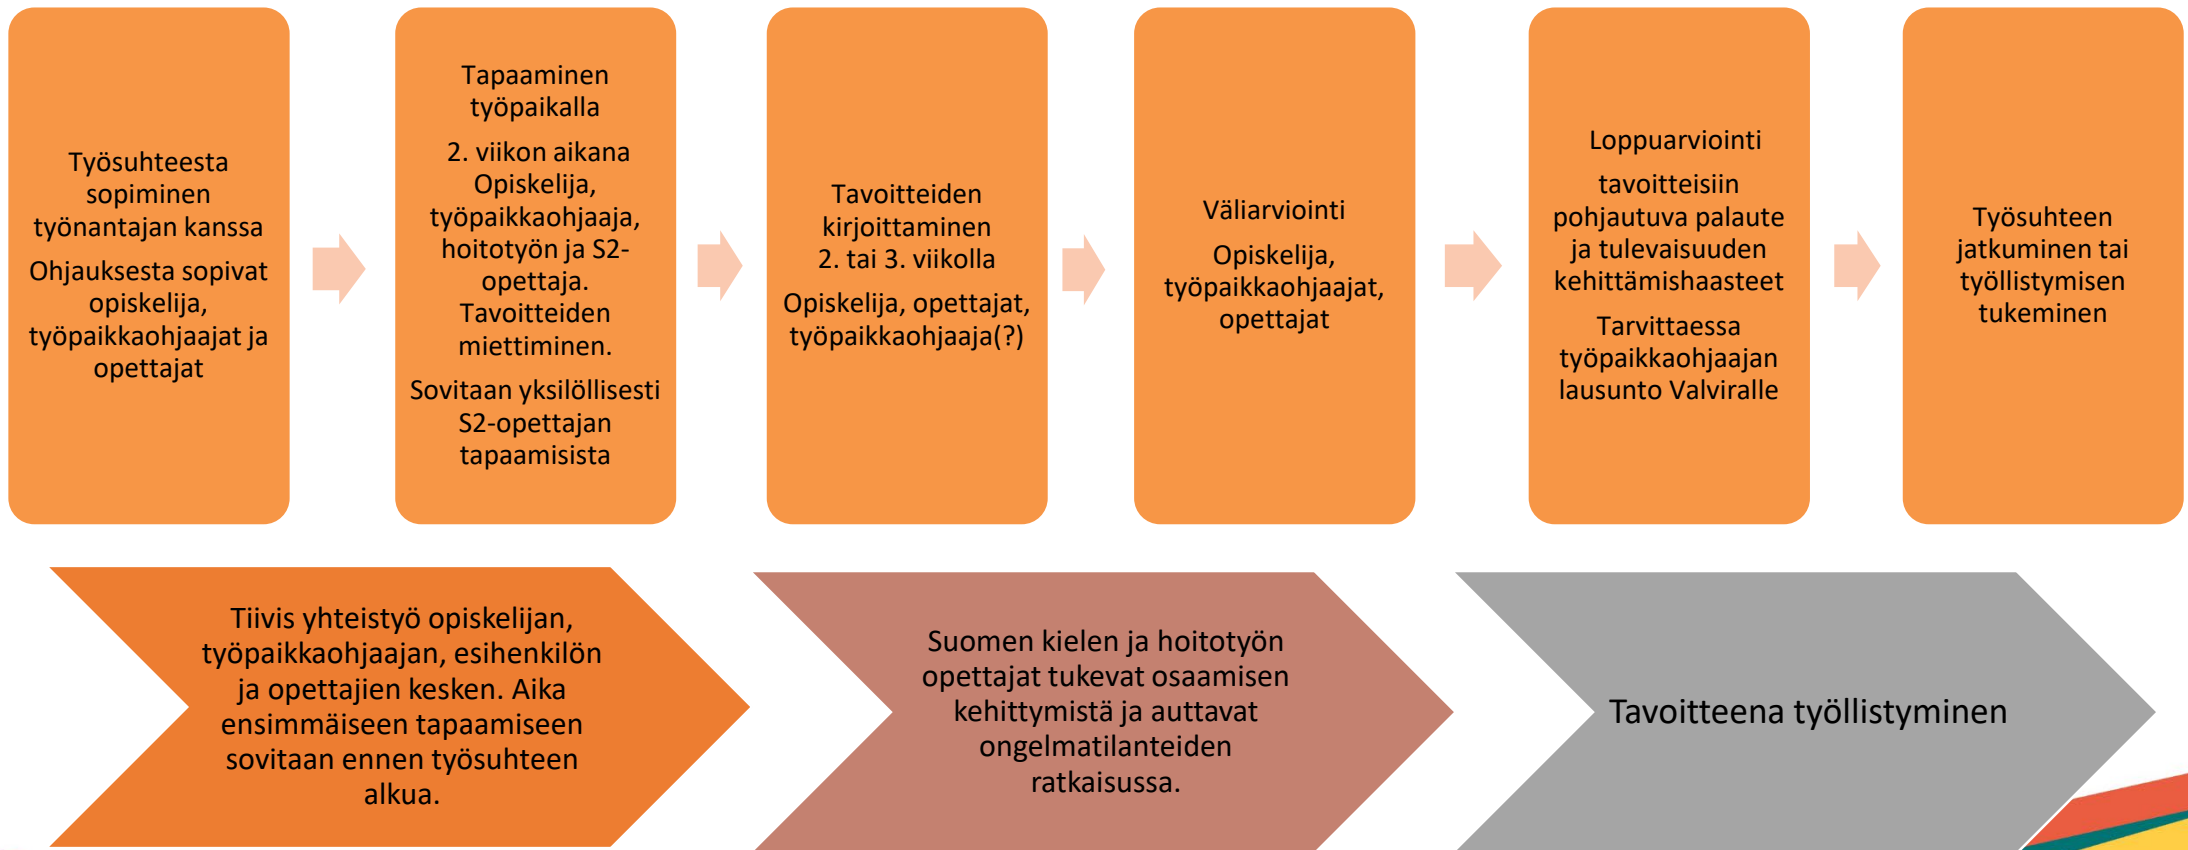 Työsuhteesta
sopiminen
työnantajan kanssa
Ohjauksesta sopivat
opiskelija,
työpaikkaohjaajat ja
opettajat
Tapaaminen
työpaikalla
2. viikon aikana
Opiskelija,
työpaikkaohjaaja,
hoitotyön ja S2-
opettaja.
Tavoitteiden
miettiminen.
Sovitaan yksilöllisesti
S2-opettajan
tapaamisista
Tavoitteiden
kirjoittaminen
2. tai 3. viikolla
Opiskelija, opettajat,
työpaikkaohjaaja(?)
Väliarviointi
Opiskelija,
työpaikkaohjaajat,
opettajat
Loppuarviointi
tavoitteisiin
pohjautuva palaute
ja tulevaisuuden
kehittämishaasteet
Tarvittaessa
työpaikkaohjaajan
lausunto Valviralle
Työsuhteen
jatkuminen tai
työllistymisen
tukeminen
Tiivis yhteistyö opiskelijan,
työpaikkaohjaajan, esihenkilön
ja opettajien kesken. Aika
ensimmäiseen tapaamiseen
sovitaan ennen työsuhteen
alkua.
Suomen kielen ja hoitotyön
opettajat tukevat osaamisen
kehittymistä ja auttavat
ongelmatilanteiden
ratkaisussa.
Tavoitteena työllistyminen